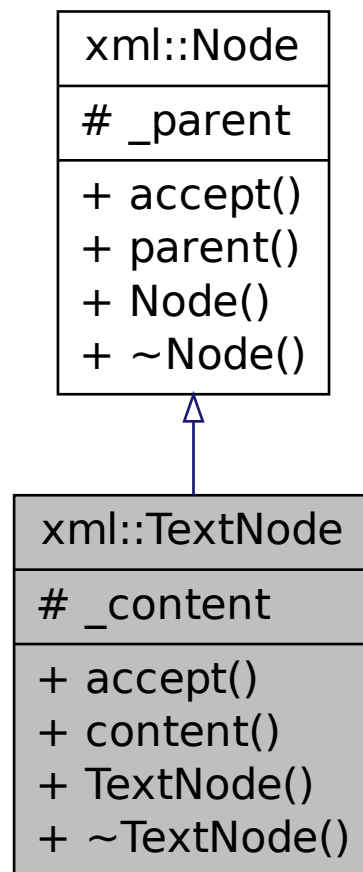 xml::Node
# _parent
+ accept()
+ parent()
+ Node()
+ ~Node()
xml::TextNode
# _content
+ accept()
+ content()
+ TextNode()
+ ~TextNode()